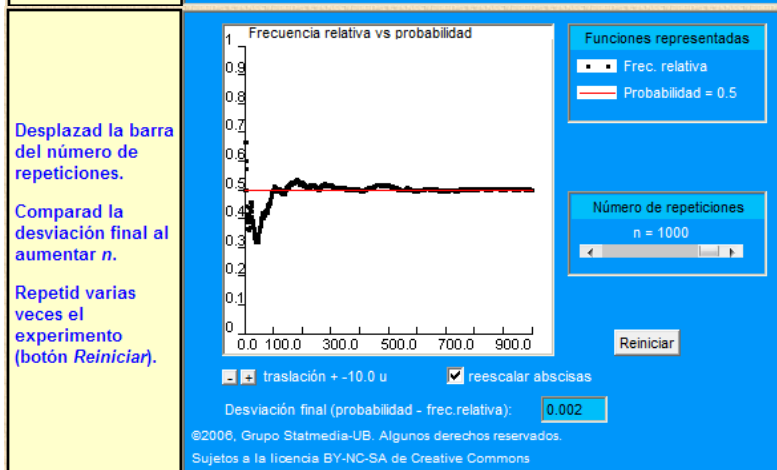 Desplazad la barra
del número de
repeticiones.
Comparad la
desviación final al
aumentar n.
Repetid varias
veces el
experimento
(botón Reiniciar).
Frecuencia relativa vs probabilidad
1
0.9
0.8
0.7
0.6
0.5
0.4
0.3
0.2
0.1
0
0.0 100.0 300.0 500.0 700.0 900.0
- + traslación + -10.0 u
reescalar abscisas
Desviación final (probabilidad - frec.relativa): 0.002
©2006, Grupo Statmedia-UB. Algunos derechos reservados.
Sujetos a la licencia BY-NC-SA de Creative Commons
Funciones representadas
Frec. relativa
Probabilidad = 0.5
Número de repeticiones
n = 1000
Reiniciar